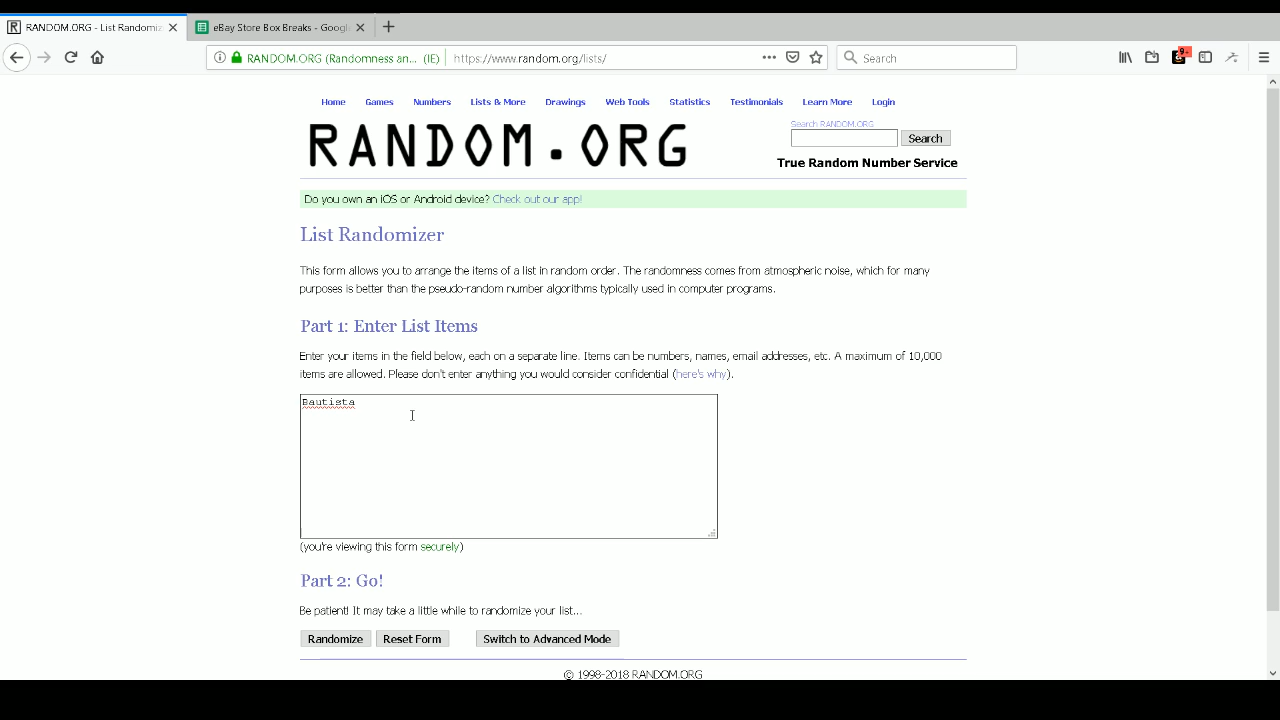 RANDOM.ORG - List Randomiz
eBay Store Box Breaks - Googl
RANDOM.ORG (Randomness an... (IE)
https://www.random.org/lists/
Search
9+
Home Games Numbers Lists & More Drawings Web Tools Statistics Testimonials Learn More Login
RANDOM.ORG
Search RANDOM.ORG
Search
True Random Number Service
Do you own an iOS or Android device? Check out our app!
List Randomizer
This form allows you to arrange the items of a list in random order. The randomness comes from atmospheric noise, which for many
purposes is better than the pseudo-random number algorithms typically used in computer programs.
Part 1: Enter List Items
Enter your items in the field below, each on a separate line. Items can be numbers, names, email addresses, etc. A maximum of 10,000
items are allowed. Please don't enter anything you would consider confidential (here's why).
Bautista
(you're viewing this form securely)
Part 2: Go!
Be patient! It may take a little while to randomize your list...
Randomize Reset Form Switch to Advanced Mode
© 1998-2018 RANDOM.ORG